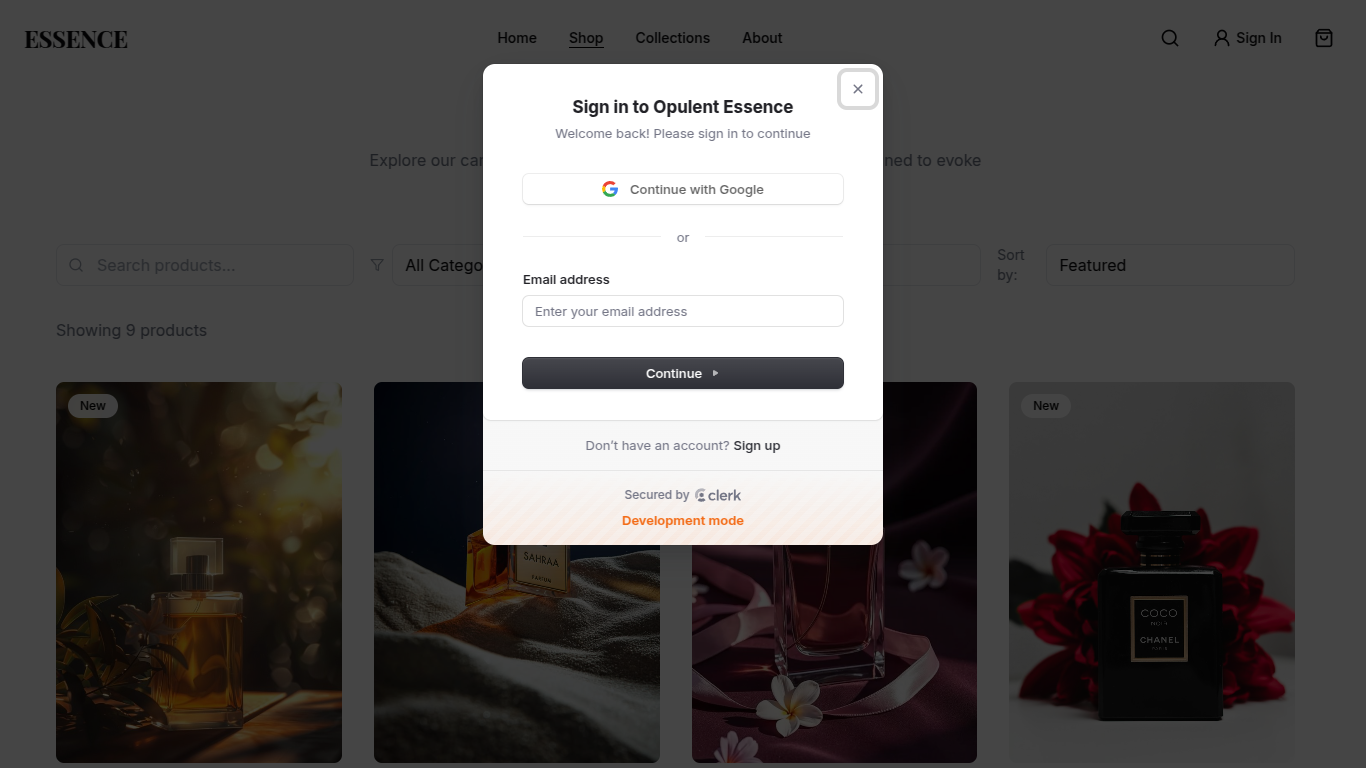 ESSENCE
Home
Shop
Collections
About
Sign In
Sign in to Opulent Essence
Welcome back! Please sign in to continue
Explore our
ned to evoke
Continue with Google
or
Search products...
All Catego
Sort by:
Featured
Email address
Enter your email address
Showing 9 products
Continue
New
New
Don't have an account? Sign up
Secured by clerk
Development mode
SAHRAA
PARFUM
COCO
NOIR
CHANEL
PARIS